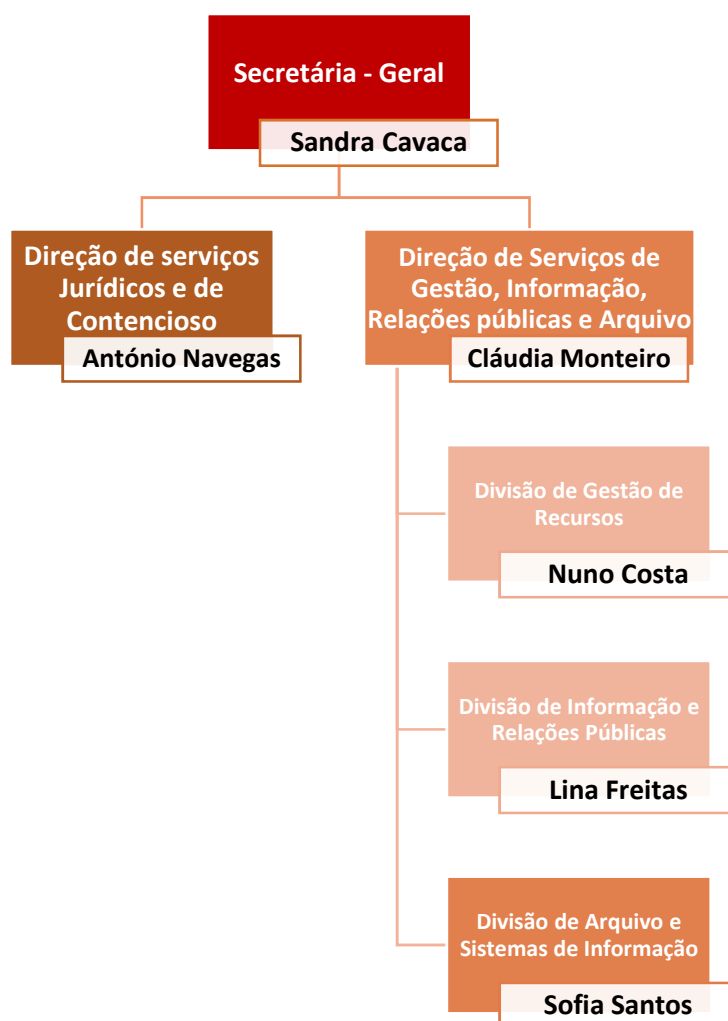 Secretária - Geral
Sandra Cavaca
Direção de serviços
Jurídicos e de
Contencioso
António Navegas
Direção de Serviços de
Gestão, Informação,
Relações públicas e Arquivo
Cláudia Monteiro
Divisão de Gestão de
Recursos
Nuno Costa
Divisão de Informação e
Relações Públicas
Lina Freitas
Divisão de Arquivo e
Sistemas de Informação
Sofia Santos